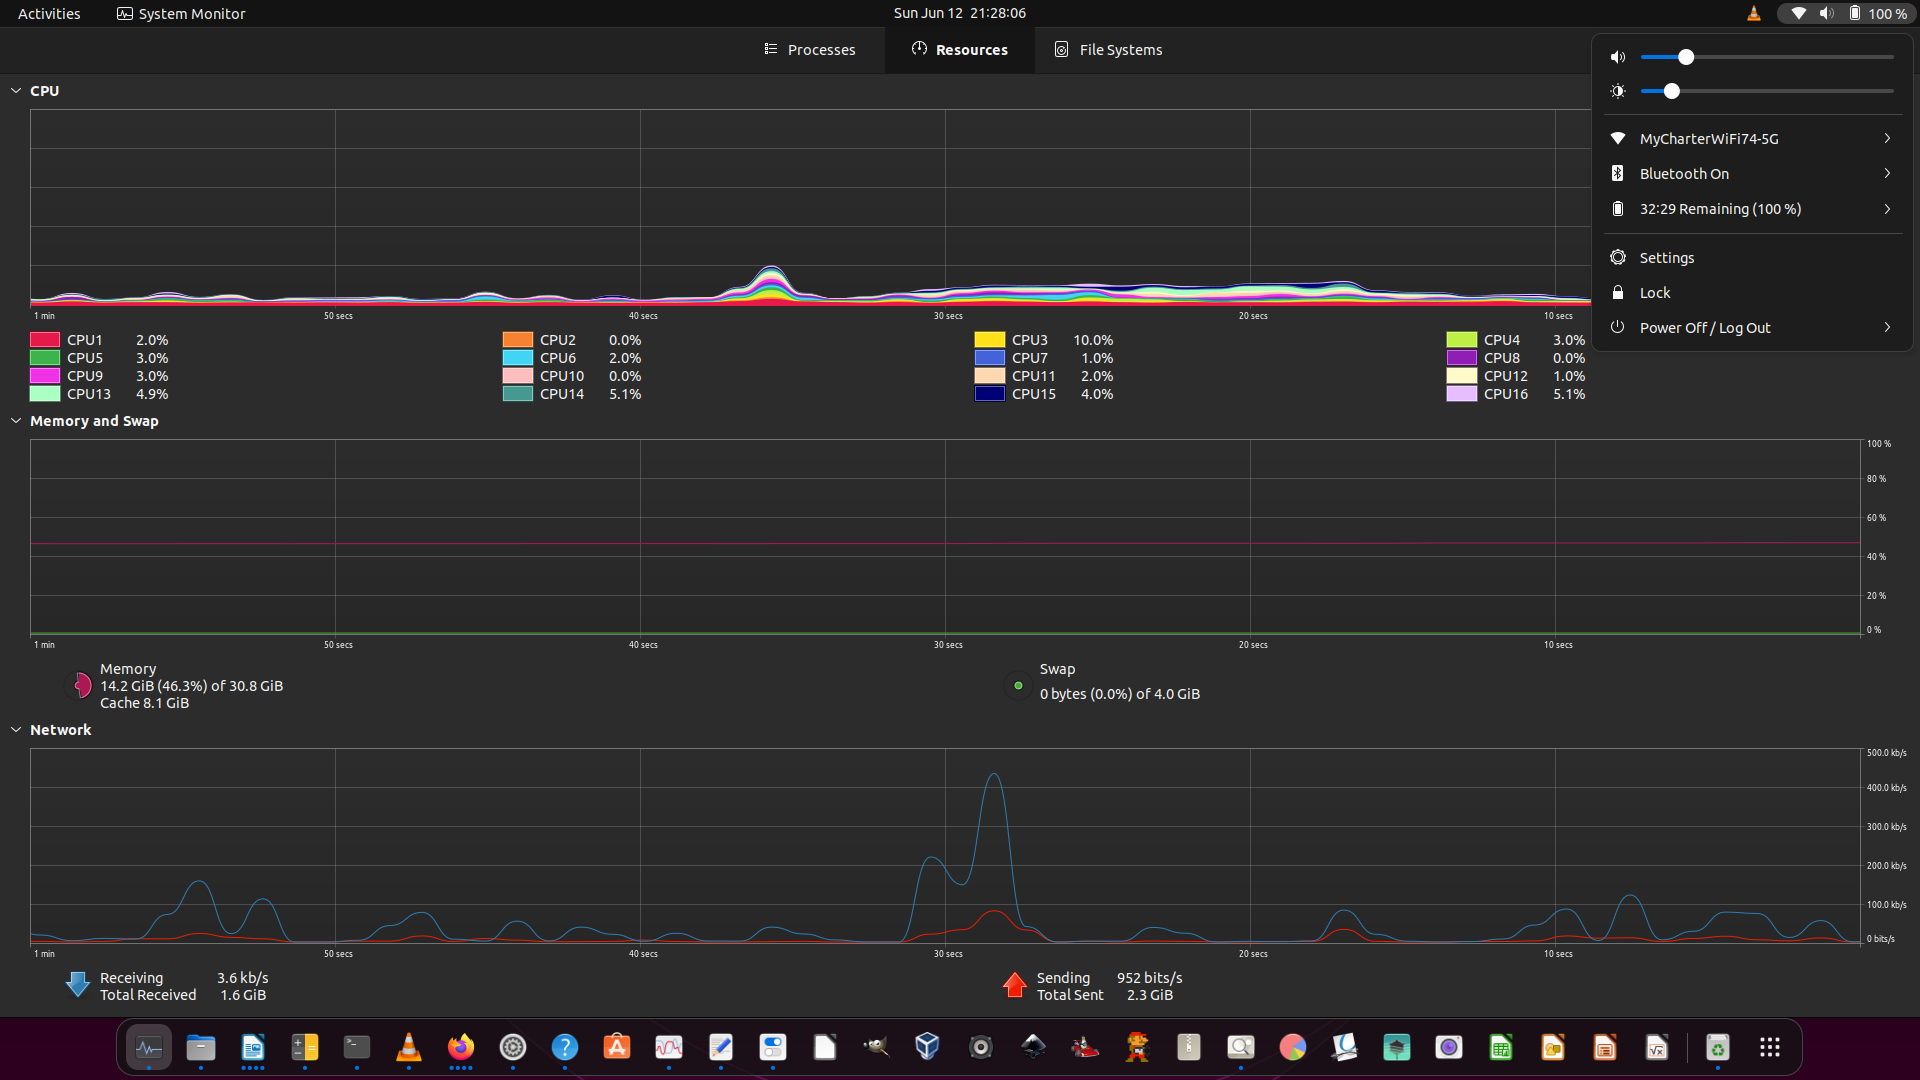 Activities System Monitor Sun Jun 12 21:28:06 100 %
Processes Resources File Systems
CPU
1 min 50 secs 40 secs 30 secs 20 secs 10 secs
CPU1 2.0% CPU2 0.0% CPU3 10.0% CPU4 3.0%
CPU5 3.0% CPU6 2.0% CPU7 1.0% CPU8 0.0%
CPU9 3.0% CPU10 0.0% CPU11 2.0% CPU12 1.0%
CPU13 4.9% CPU14 5.1% CPU15 4.0% CPU16 5.1%
MyCharterWiFi74-5G
Bluetooth On
32:29 Remaining (100 %)
Settings
Lock
Power Off / Log Out
Memory and Swap
100 %
80 %
60 %
40 %
20 %
0 %
1 min 50 secs 40 secs 30 secs 20 secs 10 secs
Memory
14.2 GiB (46.3%) of 30.8 GiB
Cache 8.1 GiB
Swap
0 bytes (0.0%) of 4.0 GiB
Network
500.0 kb/s
400.0 kb/s
300.0 kb/s
200.0 kb/s
100.0 kb/s
0 bits/s
1 min 50 secs 40 secs 30 secs 20 secs 10 secs
Receiving 3.6 kb/s
Total Received 1.6 GiB
Sending 952 bits/s
Total Sent 2.3 GiB